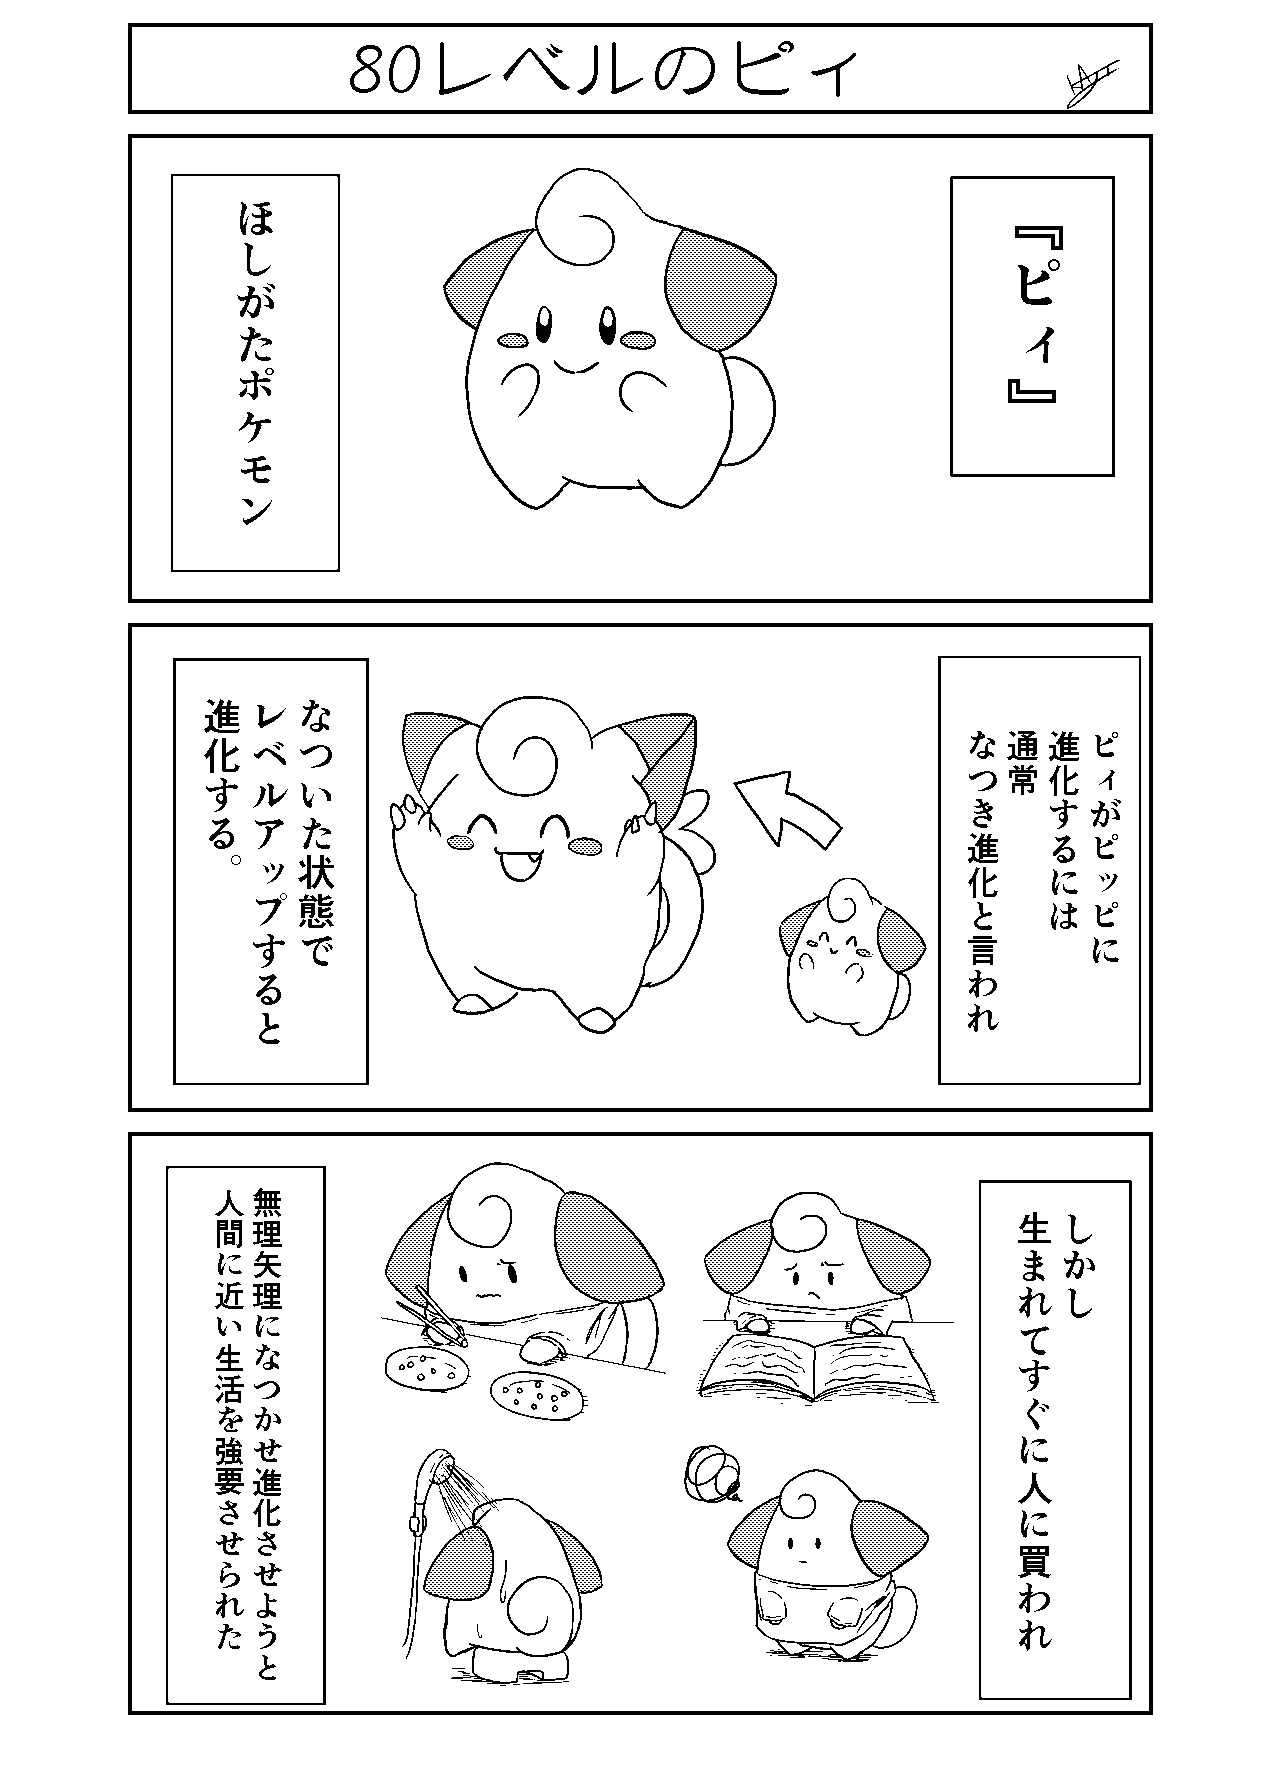 80レベルのピィ
『ピィ』
ほしがたポケモン
ピィがピッピに
進化するには
通常
なつき進化と言われ
なついた状態で
レベルアップすると
進化する。
しかし
生まれてすぐに人に買われ
無理矢理になつかせ進化させようと
人間に近い生活を強要させられた